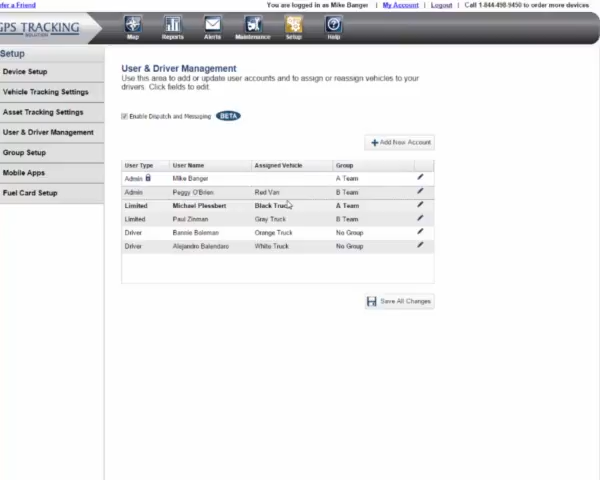 fer a Friend
You are logged in as Mike Banger | My Account | Logout | Call 1-844-498-9450 to order more devices
GPS TRACKING
Map Reports Alerts Maintenance Setup Help
Setup
Device Setup
Vehicle Tracking Settings
Asset Tracking Settings
User & Driver Management
Group Setup
Mobile Apps
Fuel Card Setup
User & Driver Management
Use this area to add or update user accounts and to assign or reassign vehicles to your
drivers. Click fields to edit.
Enable Dispatch and Messaging BETA
Add New Account
User Type User Name Assigned Vehicle Group
Admin Mike Banger A Team
Admin Peggy O'Brien Red Van B Team
Limited Michael Plessbert Black Truck A Team
Limited Paul Zinman Gray Truck B Team
Driver Bannie Boleman Orange Truck No Group
Driver Alejandro Balendaro White Truck No Group
Save All Changes